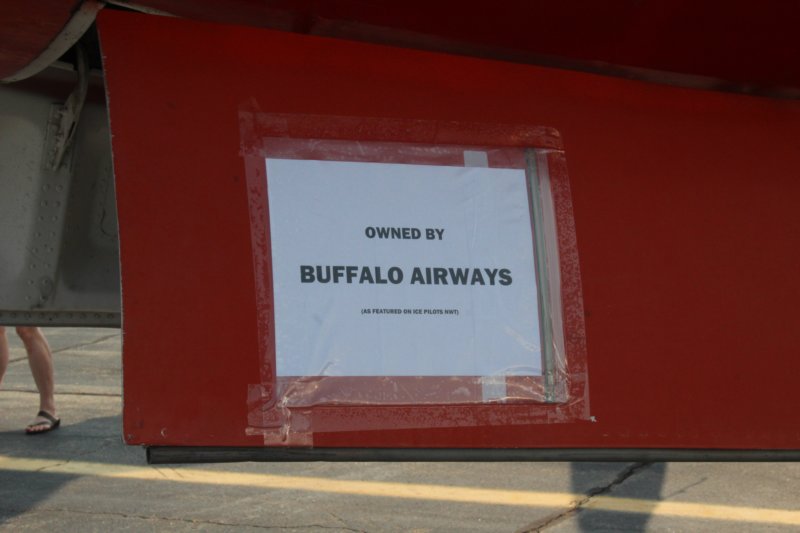 OWNED BY
BUFFALO AIRWAYS
(AS FEATURED ON ICE PILOTS NWT)